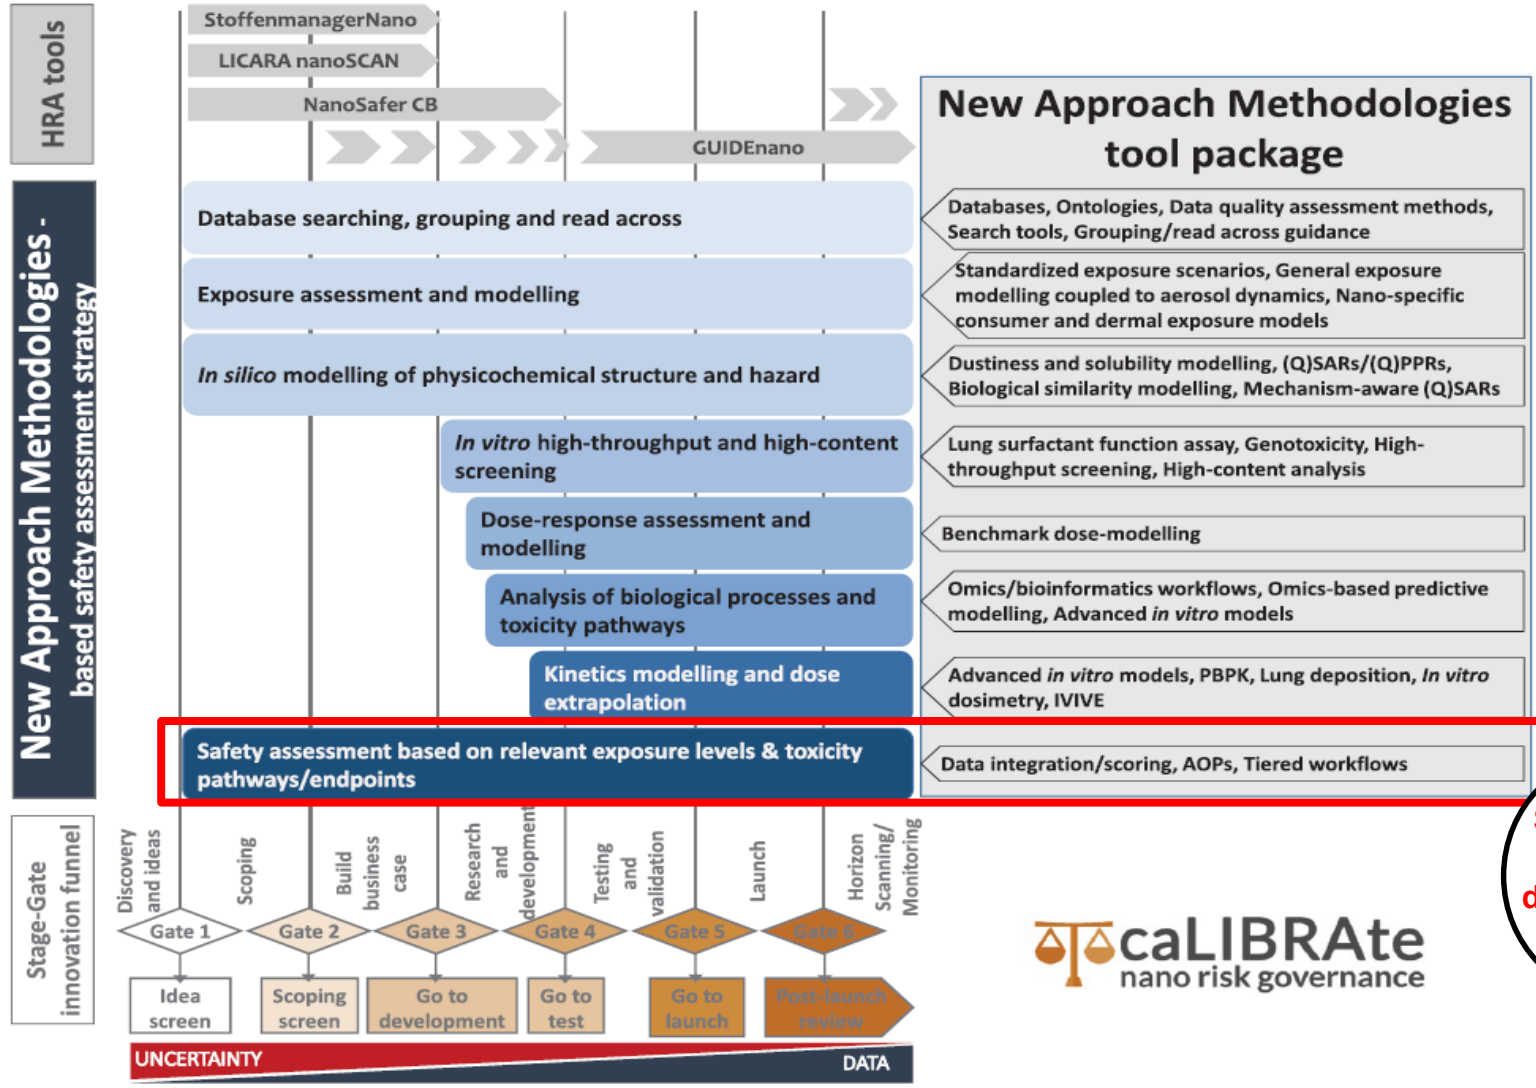 HRA tools
StoffenmanagerNano
LICARA nanoSCAN
NanoSafer CB
GUIDEnano
New Approach Methodologies
tool package
New Approach Methodologies -
based safety assessment strategy
Database searching, grouping and read across
Databases, Ontologies, Data quality assessment methods,
Search tools, Grouping/read across guidance
Exposure assessment and modelling
Standardized exposure scenarios, General exposure
modelling coupled to aerosol dynamics, Nano-specific
consumer and dermal exposure models
In silico modelling of physicochemical structure and hazard
Dustiness and solubility modelling, (Q)SARs/(Q)PPRs,
Biological similarity modelling, Mechanism-aware (Q)SARs
In vitro high-throughput and high-content
screening
Lung surfactant function assay, Genotoxicity, High-
throughput screening, High-content analysis
Dose-response assessment and
modelling
Benchmark dose-modelling
Analysis of biological processes and
toxicity pathways
Omics/bioinformatics workflows, Omics-based predictive
modelling, Advanced in vitro models
Kinetics modelling and dose
extrapolation
Advanced in vitro models, PBPK, Lung deposition, In vitro
dosimetry, IVIVE
Safety assessment based on relevant exposure levels & toxicity
pathways/endpoints
Data integration/scoring, AOPs, Tiered workflows
Stage-Gate
innovation funnel
Discovery
and ideas
Scoping
Build
business
case
Research
and
development
Testing
and
validation
Launch
Horizon
Scanning/
Monitoring
Gate 1
Gate 2
Gate 3
Gate 4
Gate 5
Gate 6
Idea
screen
Scoping
screen
Go to
development
Go to
test
Go to
launch
Post-launch
review
UNCERTAINTY
DATA
caLIBRAte
nano risk governance